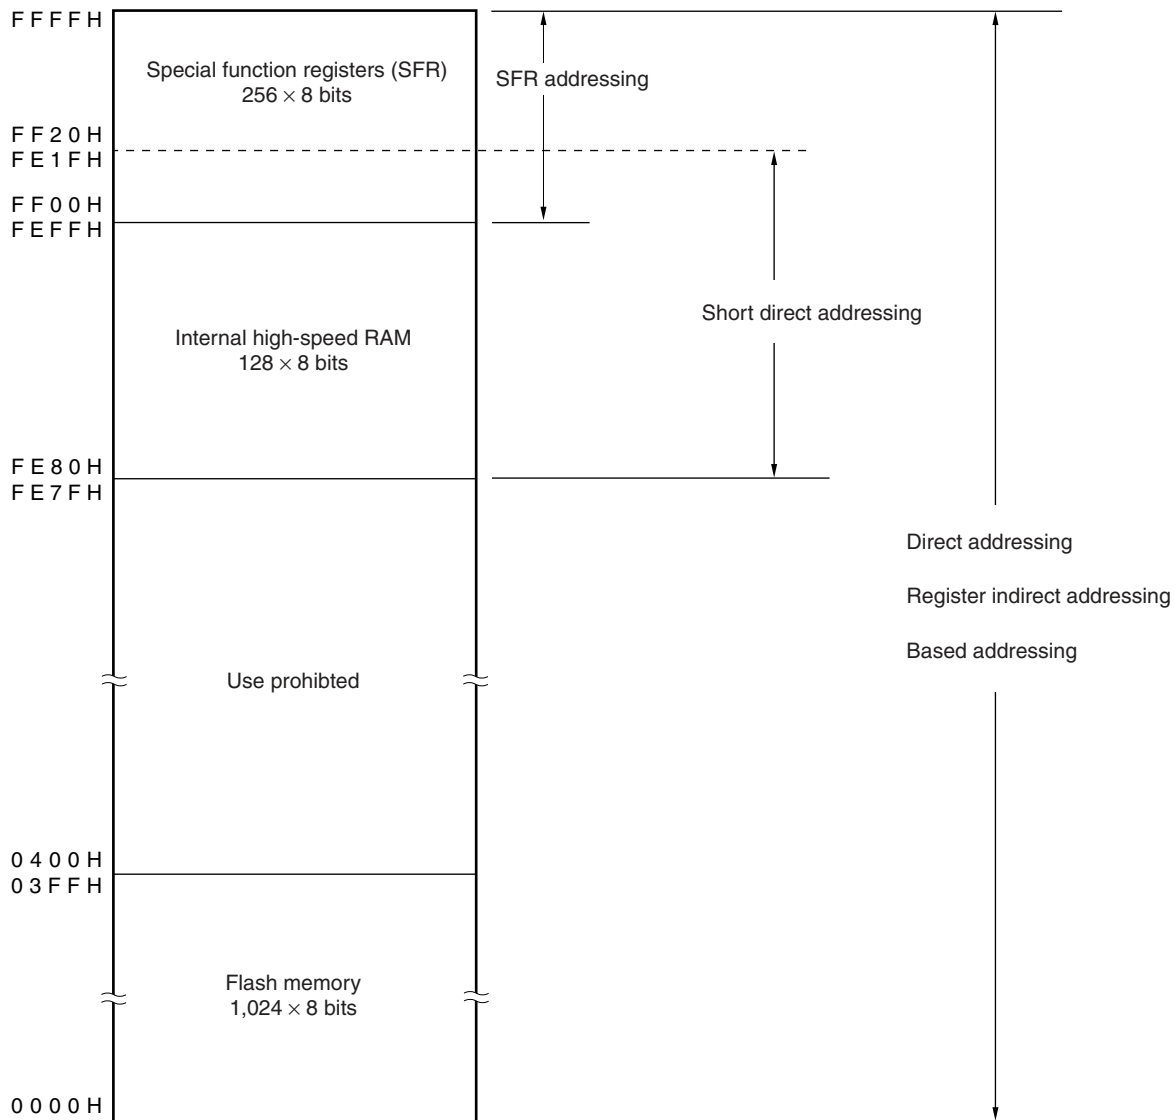 FFFFH
Special function registers (SFR)
256 × 8 bits
SFR addressing
FF20H
FE1FH
FF00H
FEFFH
Short direct addressing
Internal high-speed RAM
128 × 8 bits
FE80H
FE7FH
Direct addressing
Register indirect addressing
Based addressing
Use prohibted
0400H
03FFH
Flash memory
1,024 × 8 bits
0000H